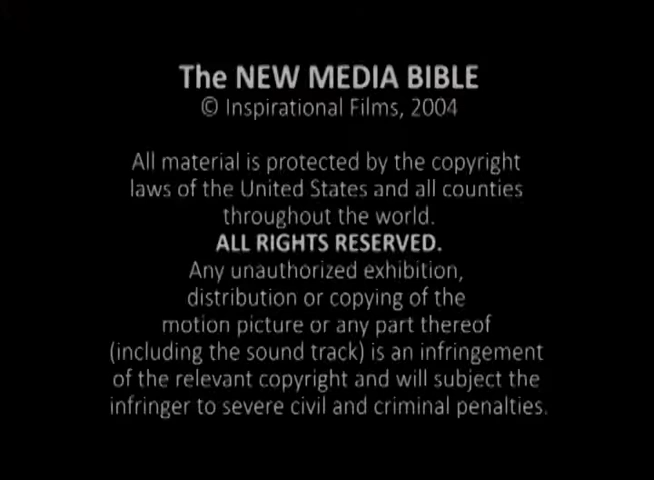 The NEW MEDIA BIBLE
© Inspirational Films, 2004
All material is protected by the copyright
laws of the United States and all counties
throughout the world.
ALL RIGHTS RESERVED.
Any unauthorized exhibition,
distribution or copying of the
motion picture or any part thereof
(including the sound track) is an infringement
of the relevant copyright and will subject the
infringer to severe civil and criminal penalties.